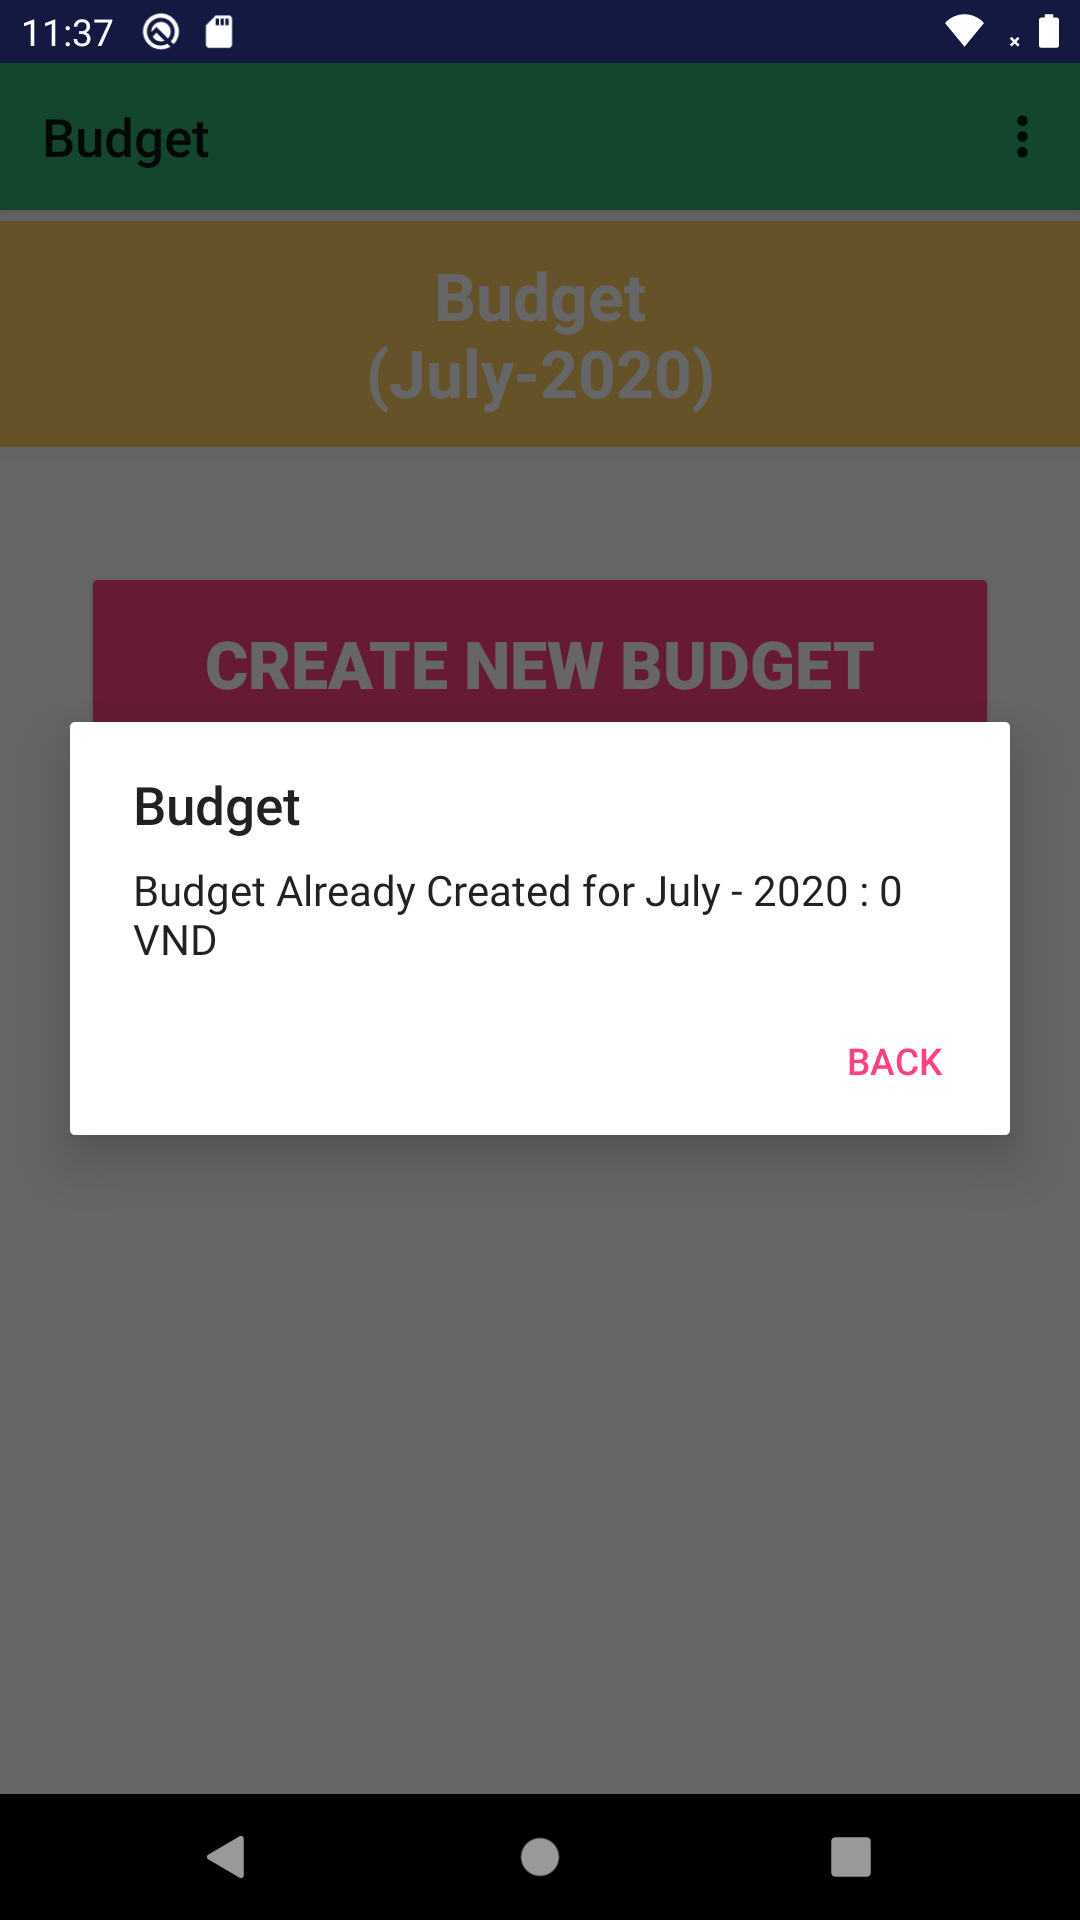 11:37
Budget
Budget
(July-2020)
CREATE NEW BUDGET
Budget
Budget Already Created for July - 2020 : 0
VND
BACK